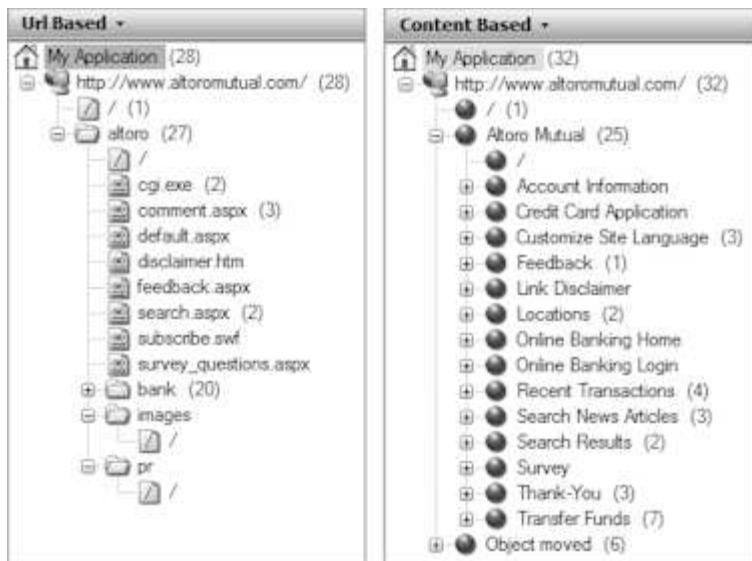 Url Based
My Application (28)
http://www.altoromutual.com/ (28)
/ (1)
altoro (27)
/
cgi.exe (2)
comment.aspx (3)
default.aspx
disclaimer.htm
feedback.aspx
search.aspx (2)
subscribe.swf
survey_questions.aspx
bank (20)
images
/
pr
/
Content Based
My Application (32)
http://www.altoromutual.com/ (32)
/ (1)
Altoro Mutual (25)
/
Account Information
Credit Card Application
Customize Site Language (3)
Feedback (1)
Link Disclaimer
Locations (2)
Online Banking Home
Online Banking Login
Recent Transactions (4)
Search News Articles (3)
Search Results (2)
Survey
Thank-You (3)
Transfer Funds (7)
Object moved (6)